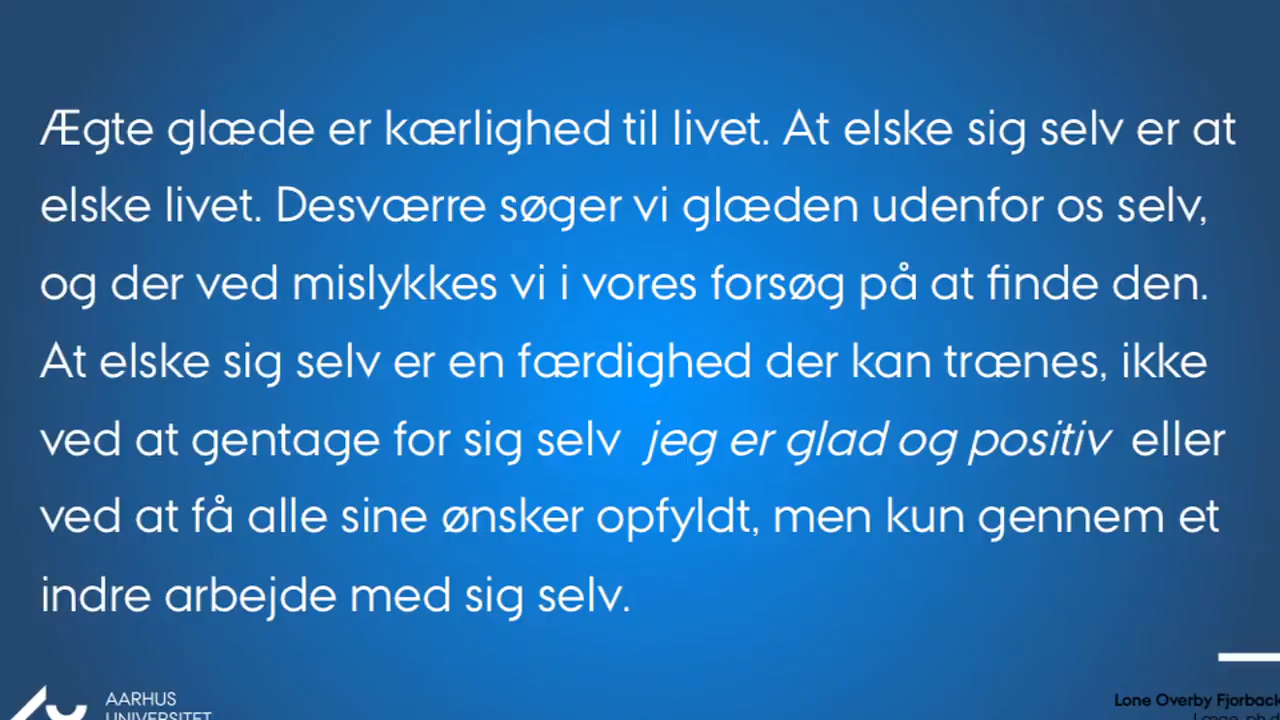 Ægte glæde er kærlighed til livet. At elske sig selv er at
elske livet. Desværre søger vi glæden udenfor os selv,
og der ved mislykkes vi i vores forsøg på at finde den.
At elske sig selv er en færdighed der kan trænes, ikke
ved at gentage for sig selv jeg er glad og positiv eller
ved at få alle sine ønsker opfyldt, men kun gennem et
indre arbejde med sig selv.
AARHUS
UNIVERSITET
Lone Overby Fjorback